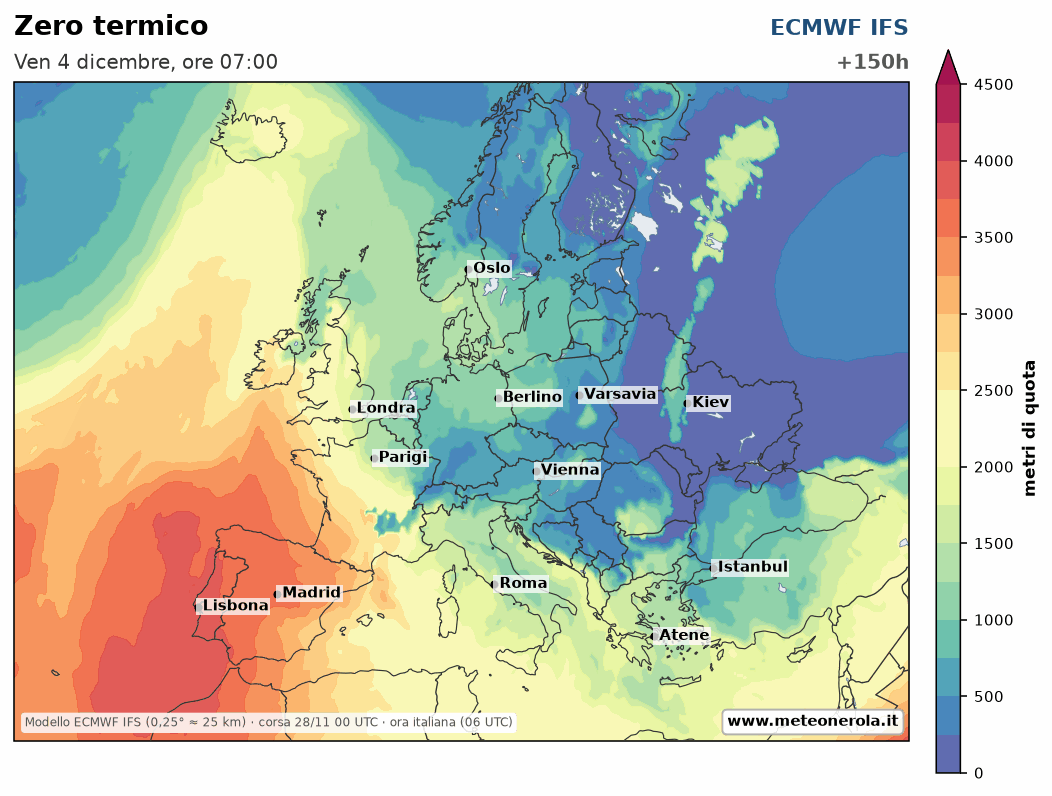 Zero termico
ECMWF IFS
Ven 4 dicembre, ore 07:00
+150h
Oslo
Londra
Berlino
Varsavia
Kiev
Parigi
Vienna
Roma
Istanbul
Madrid
Lisbona
Atene
Modello ECMWF IFS (0,25° ≈ 25 km) · corsa 28/11 00 UTC · ora italiana (06 UTC)
www.meteonerola.it
4500
4000
3500
3000
2500
2000
1500
1000
500
0
metri di quota